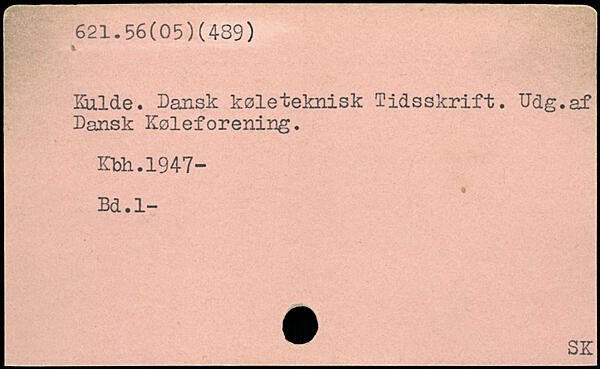 621.56(05)(489)
Kulde. Dansk køleteknisk Tidsskrift. Udg.af
Dansk Køleforening.
Kbh.1947-
Bd.1-
SK